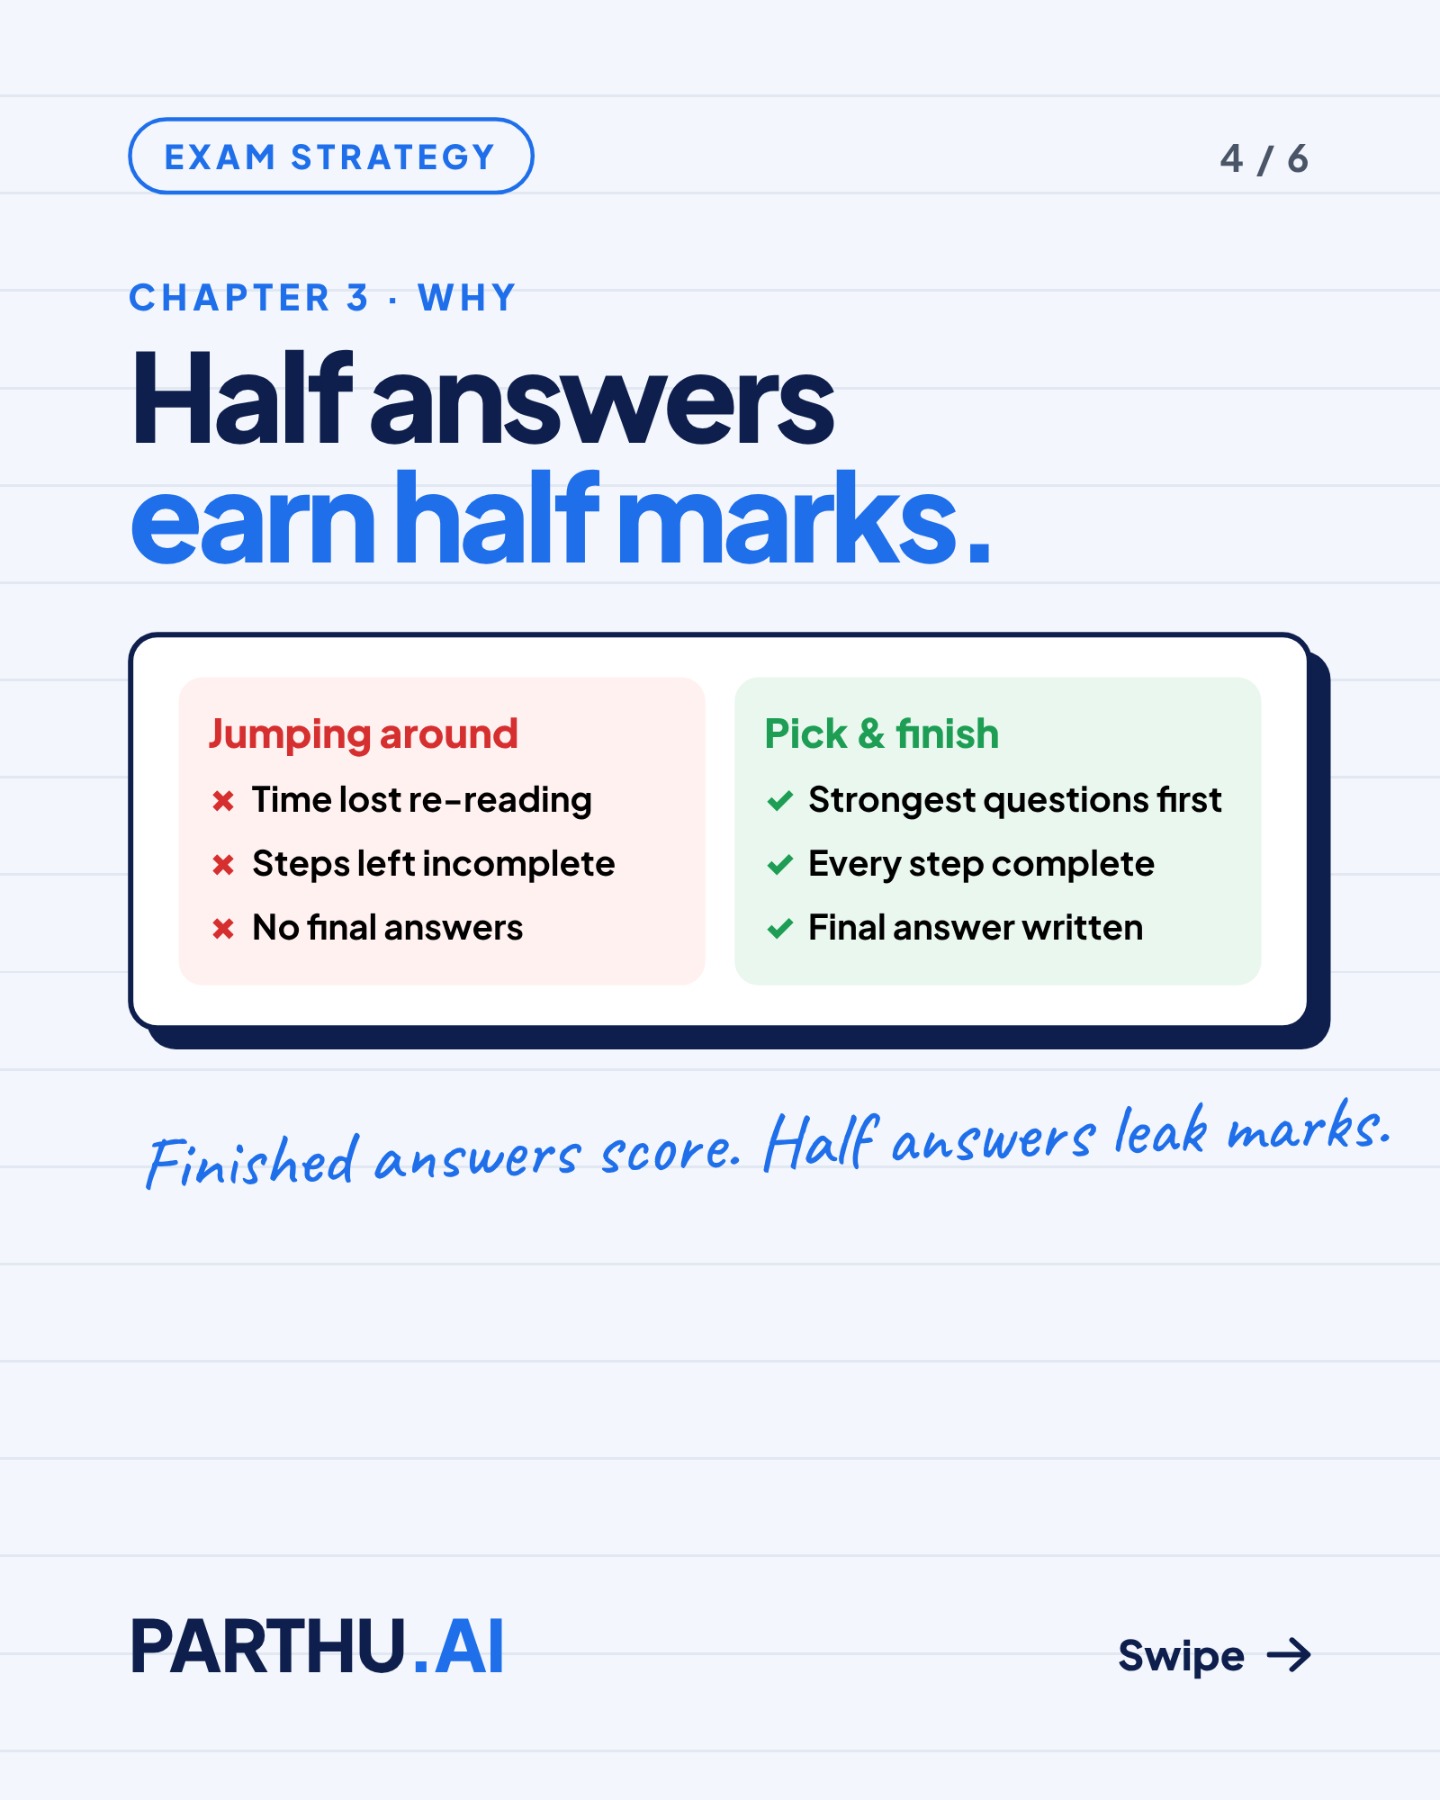 EXAM STRATEGY
4 / 6
CHAPTER 3 · WHY
Half answers
earn half marks.
Jumping around
✖ Time lost re-reading
✖ Steps left incomplete
✖ No final answers
Pick & finish
✔ Strongest questions first
✔ Every step complete
✔ Final answer written
Finished answers score. Half answers leak marks.
PARTHU.AI
Swipe →